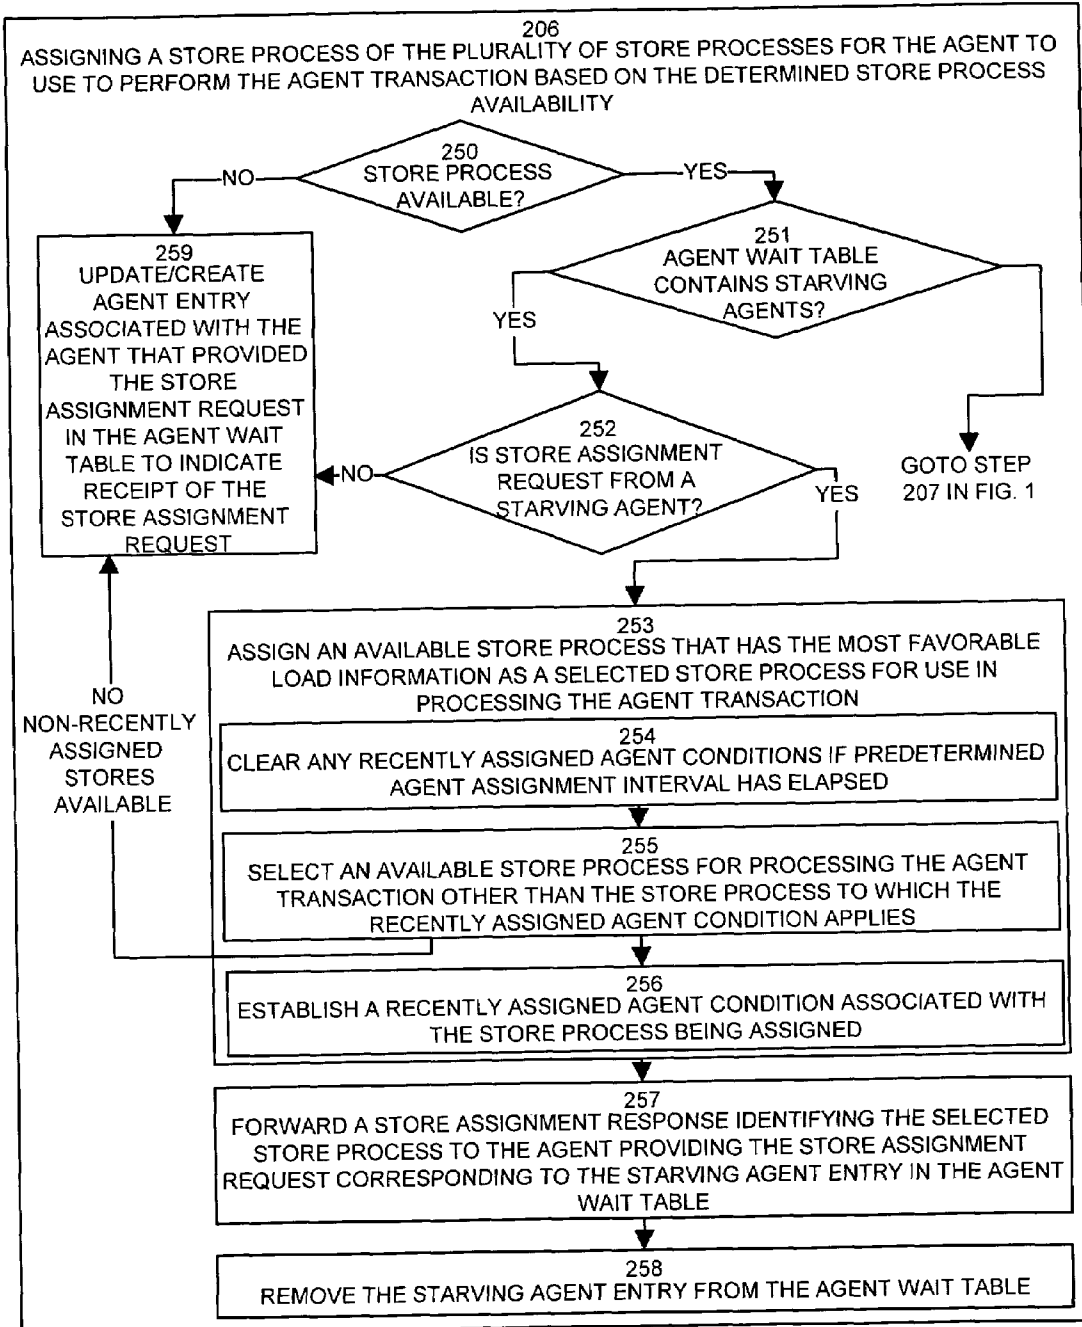 206
ASSIGNING A STORE PROCESS OF THE PLURALITY OF STORE PROCESSES FOR THE AGENT TO
USE TO PERFORM THE AGENT TRANSACTION BASED ON THE DETERMINED STORE PROCESS
AVAILABILITY
250
STORE PROCESS
AVAILABLE?
NO
YES
251
AGENT WAIT TABLE
CONTAINS STARVING
AGENTS?
259
UPDATE/CREATE
AGENT ENTRY
ASSOCIATED WITH THE
AGENT THAT PROVIDED
THE STORE
ASSIGNMENT REQUEST
IN THE AGENT WAIT
TABLE TO INDICATE
RECEIPT OF THE
STORE ASSIGNMENT
REQUEST
YES
252
IS STORE ASSIGNMENT
REQUEST FROM A
STARVING AGENT?
NO
YES
GOTO STEP
207 IN FIG. 1
253
ASSIGN AN AVAILABLE STORE PROCESS THAT HAS THE MOST FAVORABLE
LOAD INFORMATION AS A SELECTED STORE PROCESS FOR USE IN
PROCESSING THE AGENT TRANSACTION
NO
NON-RECENTLY
ASSIGNED
STORES
AVAILABLE
254
CLEAR ANY RECENTLY ASSIGNED AGENT CONDITIONS IF PREDETERMINED
AGENT ASSIGNMENT INTERVAL HAS ELAPSED
255
SELECT AN AVAILABLE STORE PROCESS FOR PROCESSING THE AGENT
TRANSACTION OTHER THAN THE STORE PROCESS TO WHICH THE
RECENTLY ASSIGNED AGENT CONDITION APPLIES
256
ESTABLISH A RECENTLY ASSIGNED AGENT CONDITION ASSOCIATED WITH
THE STORE PROCESS BEING ASSIGNED
257
FORWARD A STORE ASSIGNMENT RESPONSE IDENTIFYING THE SELECTED
STORE PROCESS TO THE AGENT PROVIDING THE STORE ASSIGNMENT
REQUEST CORRESPONDING TO THE STARVING AGENT ENTRY IN THE AGENT
WAIT TABLE
258
REMOVE THE STARVING AGENT ENTRY FROM THE AGENT WAIT TABLE